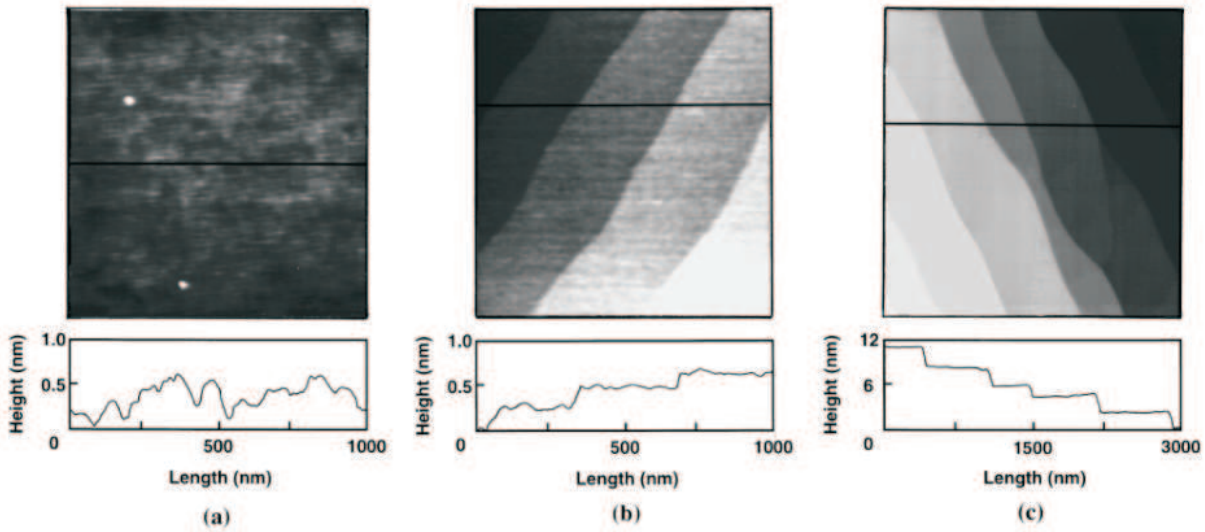 1.0
0.5
0 500 1000
Height (nm)
Length (nm)
(a)
1.0
0.5
0 500 1000
Height (nm)
Length (nm)
(b)
12
6
0 1500 3000
Height (nm)
Length (nm)
(c)